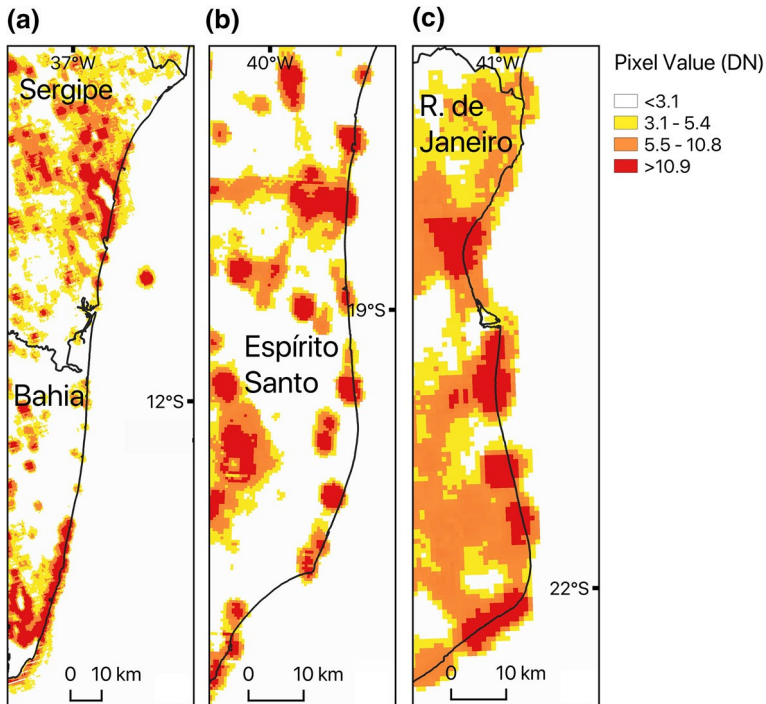 (a)
37°W
Sergipe
Bahia
12°S
0 10 km
(b)
40°W
19°S
Espírito
Santo
0 10 km
(c)
41°W
R. de
Janeiro
22°S
0 10 km
Pixel Value (DN)
<3.1
3.1 - 5.4
5.5 - 10.8
>10.9